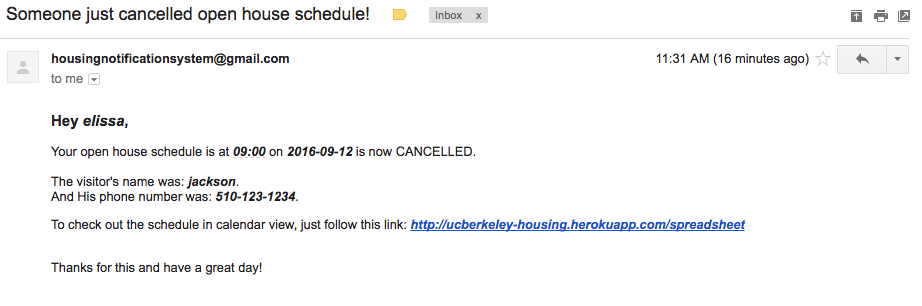 Someone just cancelled open house schedule!
Inbox x
housingnotificationsystem@gmail.com
11:31 AM (16 minutes ago)
to me
Hey elissa,
Your open house schedule is at 09:00 on 2016-09-12 is now CANCELLED.
The visitor's name was: jackson.
And His phone number was: 510-123-1234.
To check out the schedule in calendar view, just follow this link: http://ucberkeley-housing.herokuapp.com/spreadsheet
Thanks for this and have a great day!